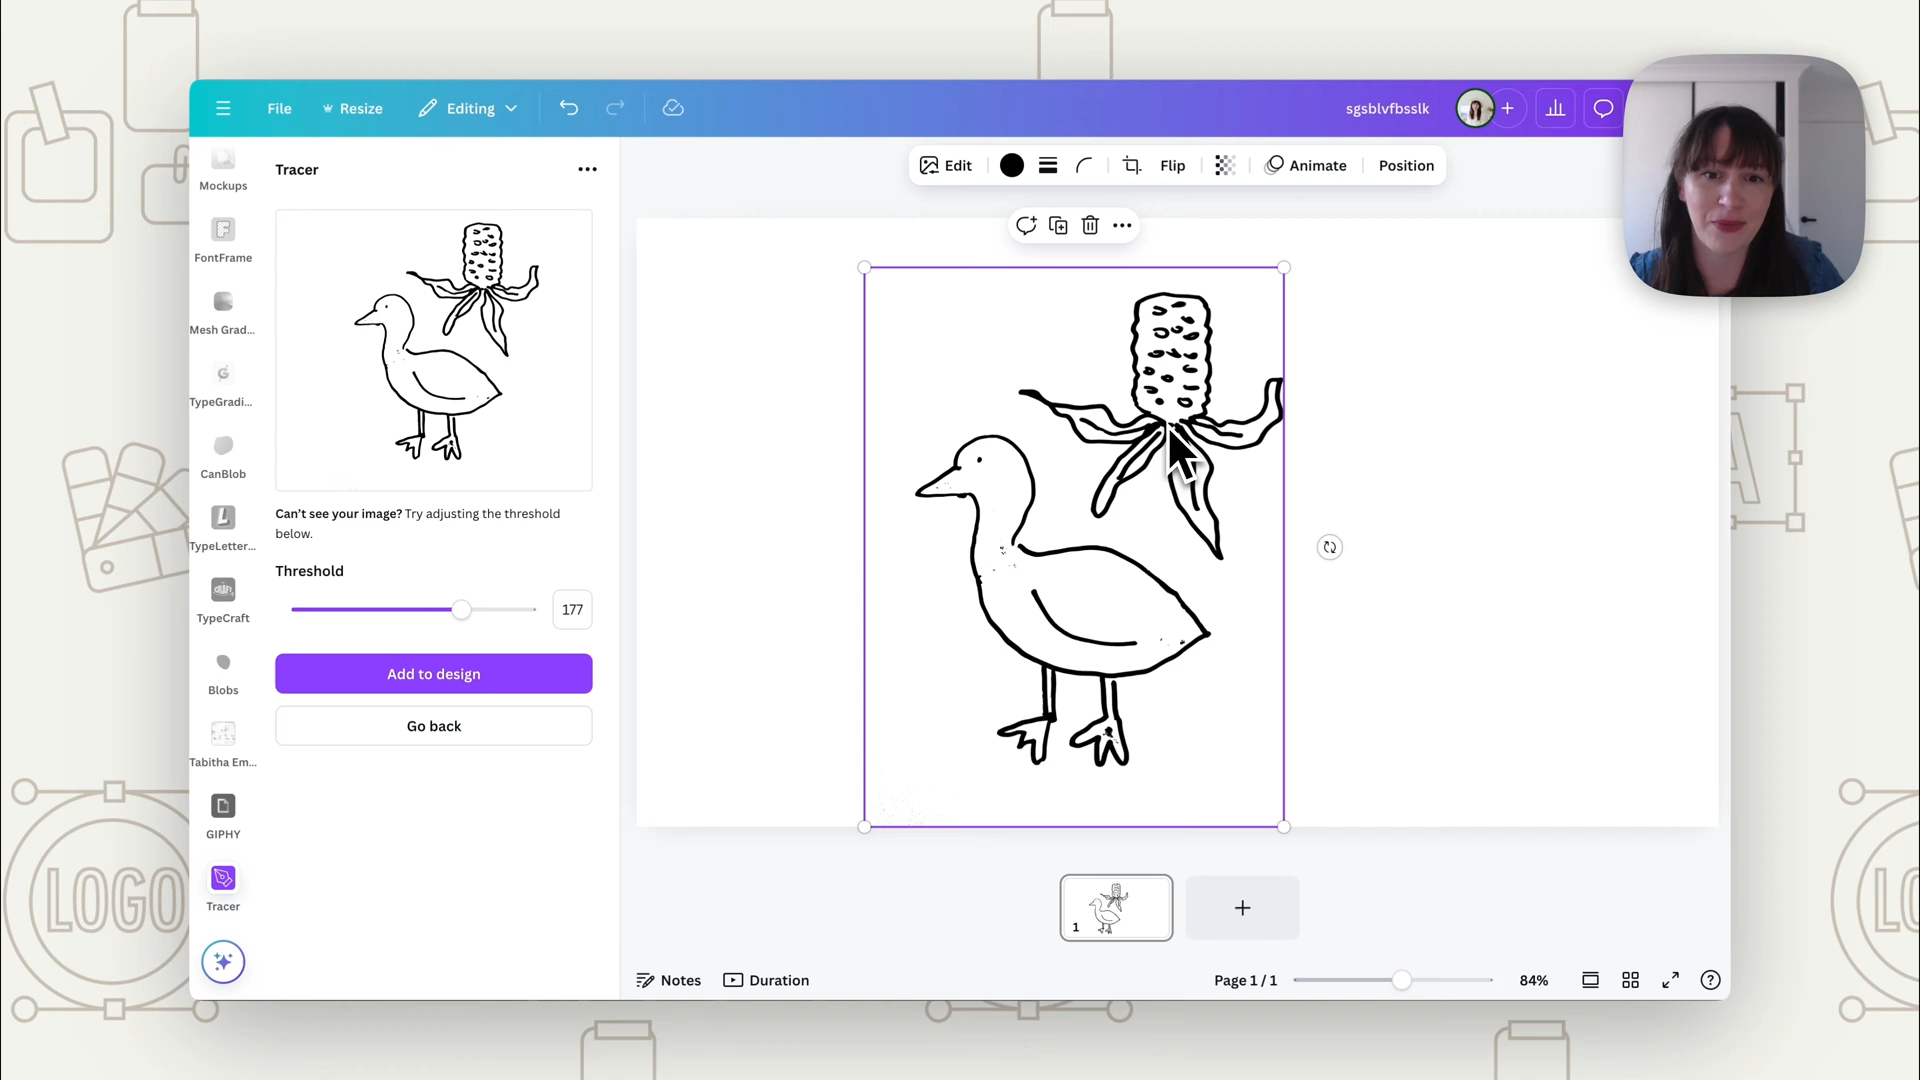 File
Resize
Editing
sgsblvfbsslk
Mockups
FontFrame
Mesh Grad...
TypeGradi...
CanBlob
TypeLetter...
TypeCraft
Blobs
Tabitha Em...
GIPHY
Tracer
Tracer
Can't see your image? Try adjusting the threshold
below.
Threshold
177
Add to design
Go back
Edit
Flip
Animate
Position
1
Notes
Duration
Page 1 / 1
84%
LOGO